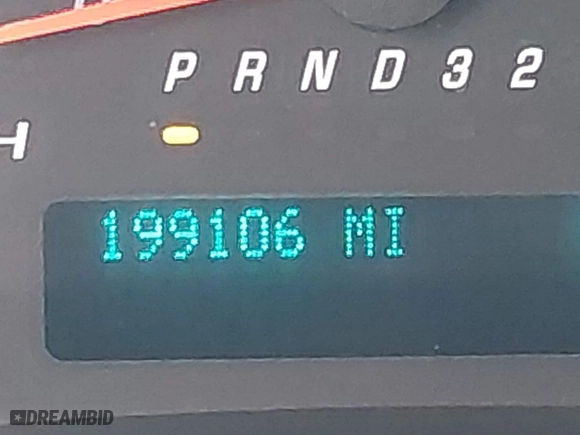 P R N D 3 2
H
199106 MI
DREAMBID